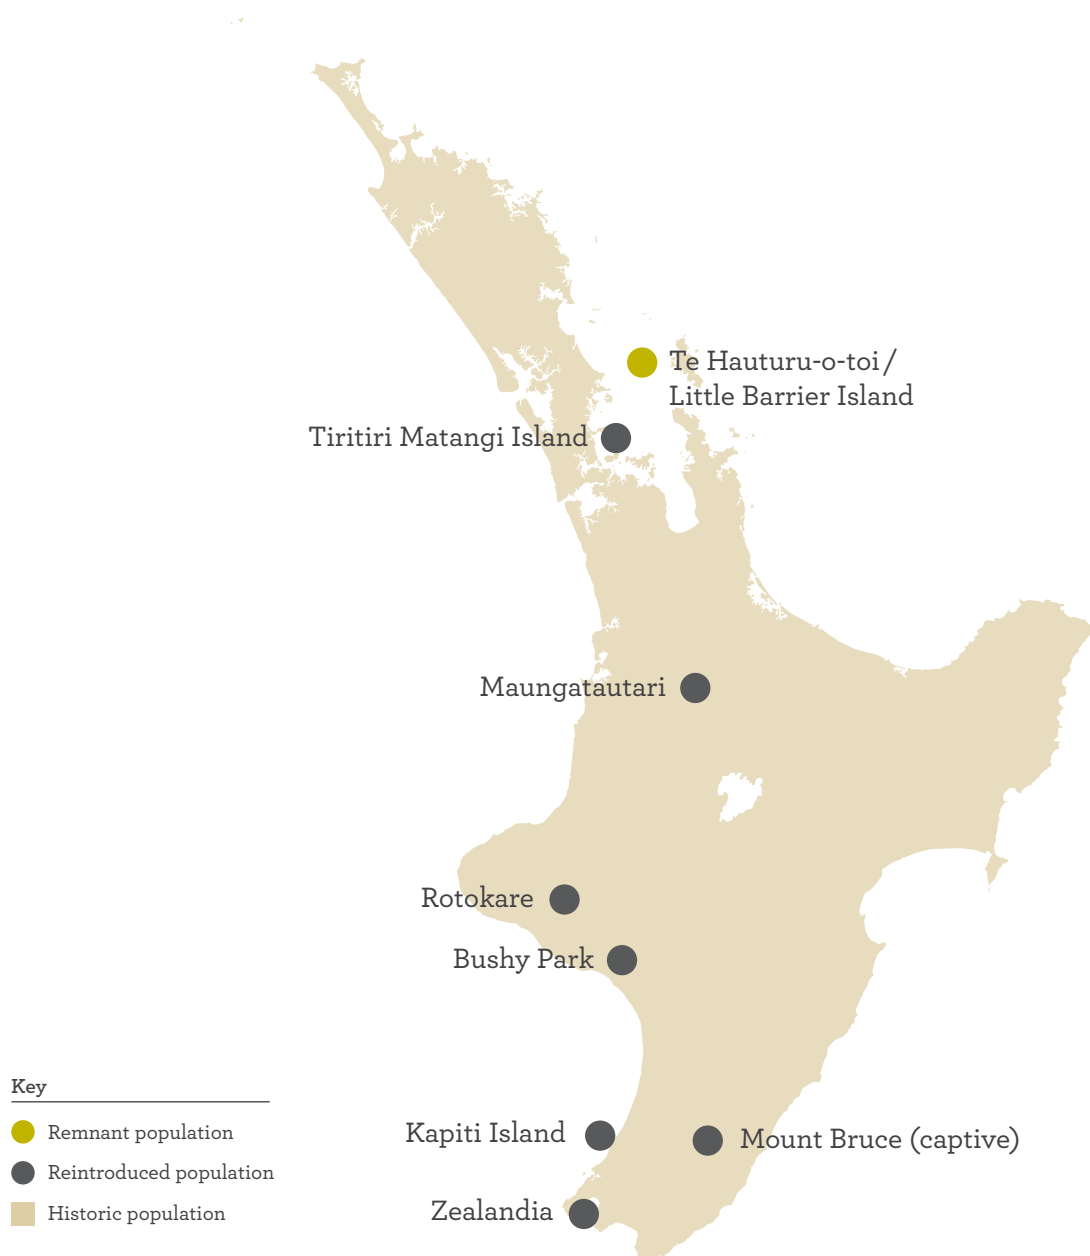 Te Hauturu-o-toi/
Little Barrier Island
Tiritiri Matangi Island
Maungatautari
Rotokare
Bushy Park
Kapiti Island
Mount Bruce (captive)
Zealandia
Key
Remnant population
Reintroduced population
Historic population